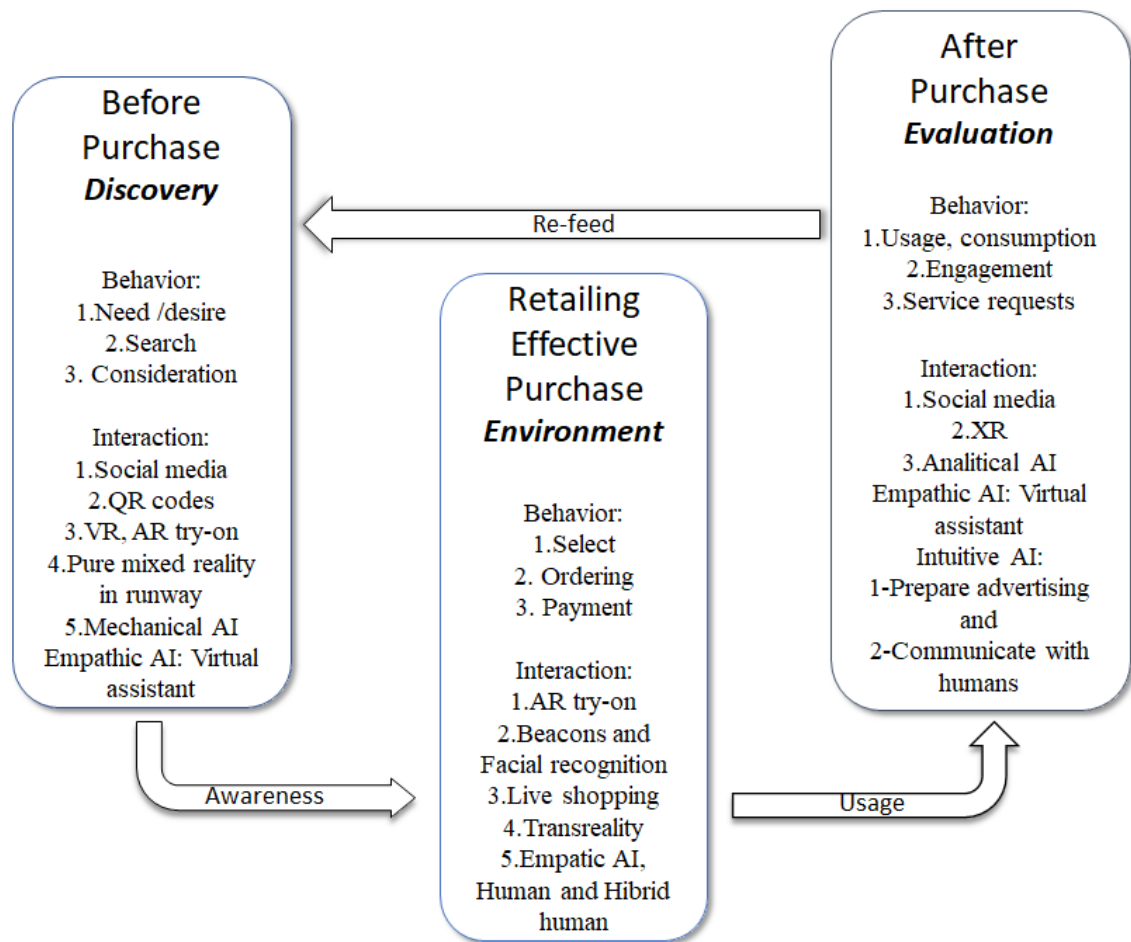 Before
Purchase
Discovery
Behavior:
1.Need /desire
2.Search
3. Consideration
Interaction:
1.Social media
2.QR codes
3.VR, AR try-on
4.Pure mixed reality
in runway
5.Mechanical AI
Empathic AI: Virtual
assistant
Awareness
Retailing
Effective
Purchase
Environment
Behavior:
1.Select
2. Ordering
3. Payment
Interaction:
1.AR try-on
2.Beacons and
Facial recognition
3.Live shopping
4.Transreality
5.Empatic AI,
Human and Hibrid
human
Usage
After
Purchase
Evaluation
Behavior:
1.Usage, consumption
2.Engagement
3.Service requests
Interaction:
1.Social media
2.XR
3.Analitical AI
Empathic AI: Virtual
assistant
Intuitive AI:
1-Prepare advertising
and
2-Communicate with
humans
Re-feed